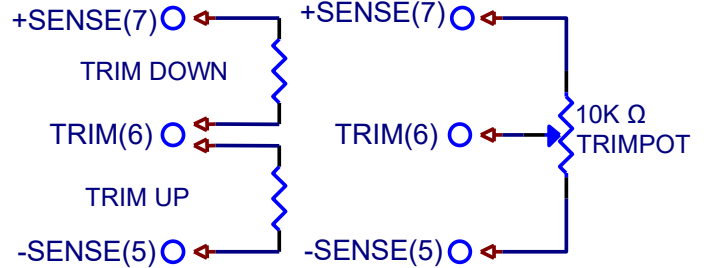 +SENSE(7)
TRIM DOWN
TRIM(6)
TRIM UP
-SENSE(5)
+SENSE(7)
10K Ω
TRIM(6)
TRIMPOT
-SENSE(5)